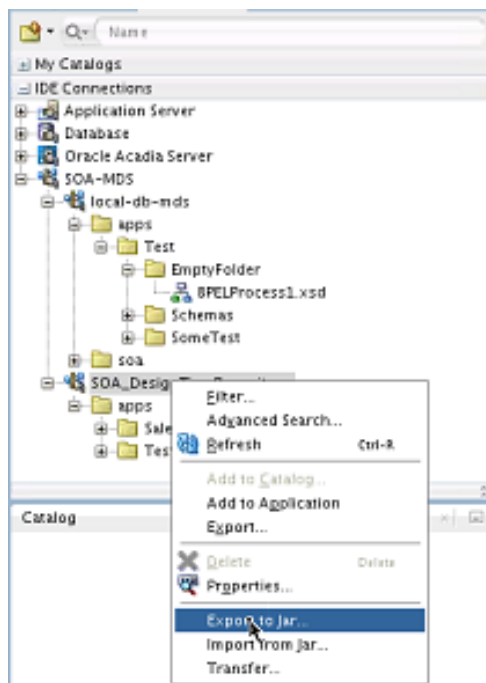 Name
My Catalogs
IDE Connections
Application Server
Database
Oracle Acadia Server
SOA-MDS
local-db-mds
apps
Test
EmptyFolder
BPELProcess1.xsd
Schemas
SomeTest
soa
apps
Filter...
Advanced Search...
Refresh Ctrl-R
Add to Catalog...
Add to Application
Export...
Delete Delete
Properties...
Export to Jar...
Import from Jar...
Transfer...
Catalog